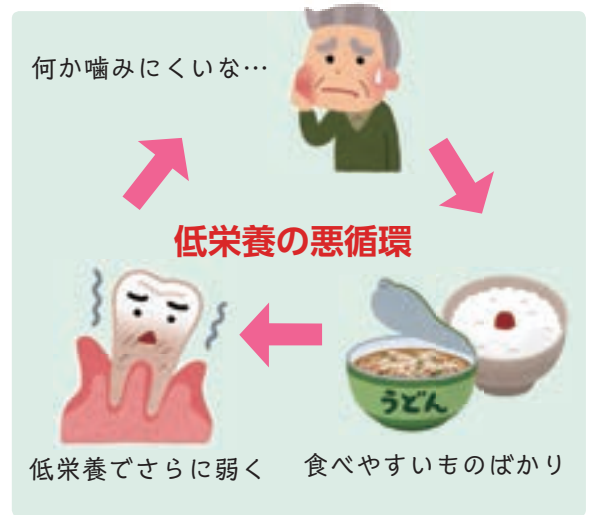 何か噛みにくいな…
低栄養の悪循環
うどん
食べやすいものばかり
低栄養でさらに弱く